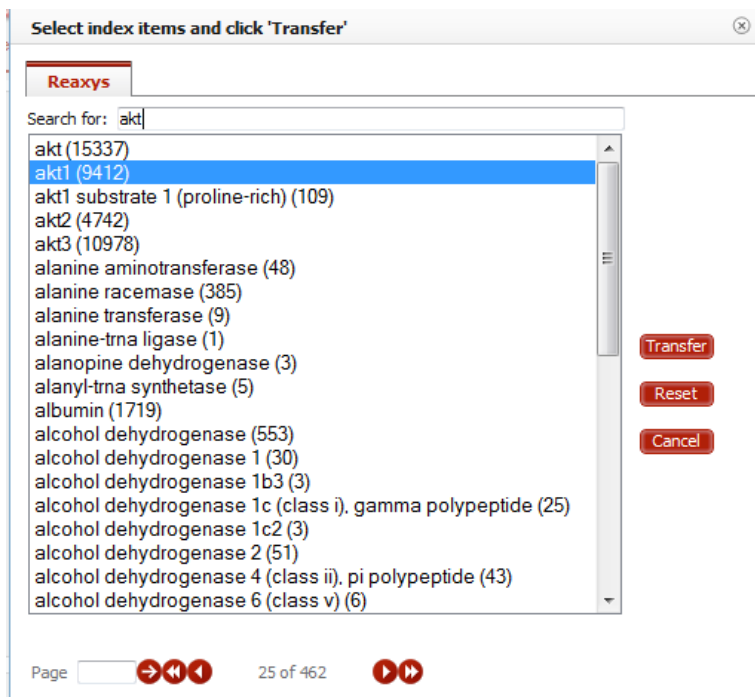 Select index items and click 'Transfer'
Reaxys
Search for: akt
akt (15337)
akt1 (9412)
akt1 substrate 1 (proline-rich) (109)
akt2 (4742)
akt3 (10978)
alanine aminotransferase (48)
alanine racemase (385)
alanine transferase (9)
alanine-trna ligase (1)
alanopine dehydrogenase (3)
alanyl-trna synthetase (5)
albumin (1719)
alcohol dehydrogenase (553)
alcohol dehydrogenase 1 (30)
alcohol dehydrogenase 1b3 (3)
alcohol dehydrogenase 1c (class i), gamma polypeptide (25)
alcohol dehydrogenase 1c2 (3)
alcohol dehydrogenase 2 (51)
alcohol dehydrogenase 4 (class ii), pi polypeptide (43)
alcohol dehydrogenase 6 (class v) (6)
Transfer
Reset
Cancel
Page 25 of 462